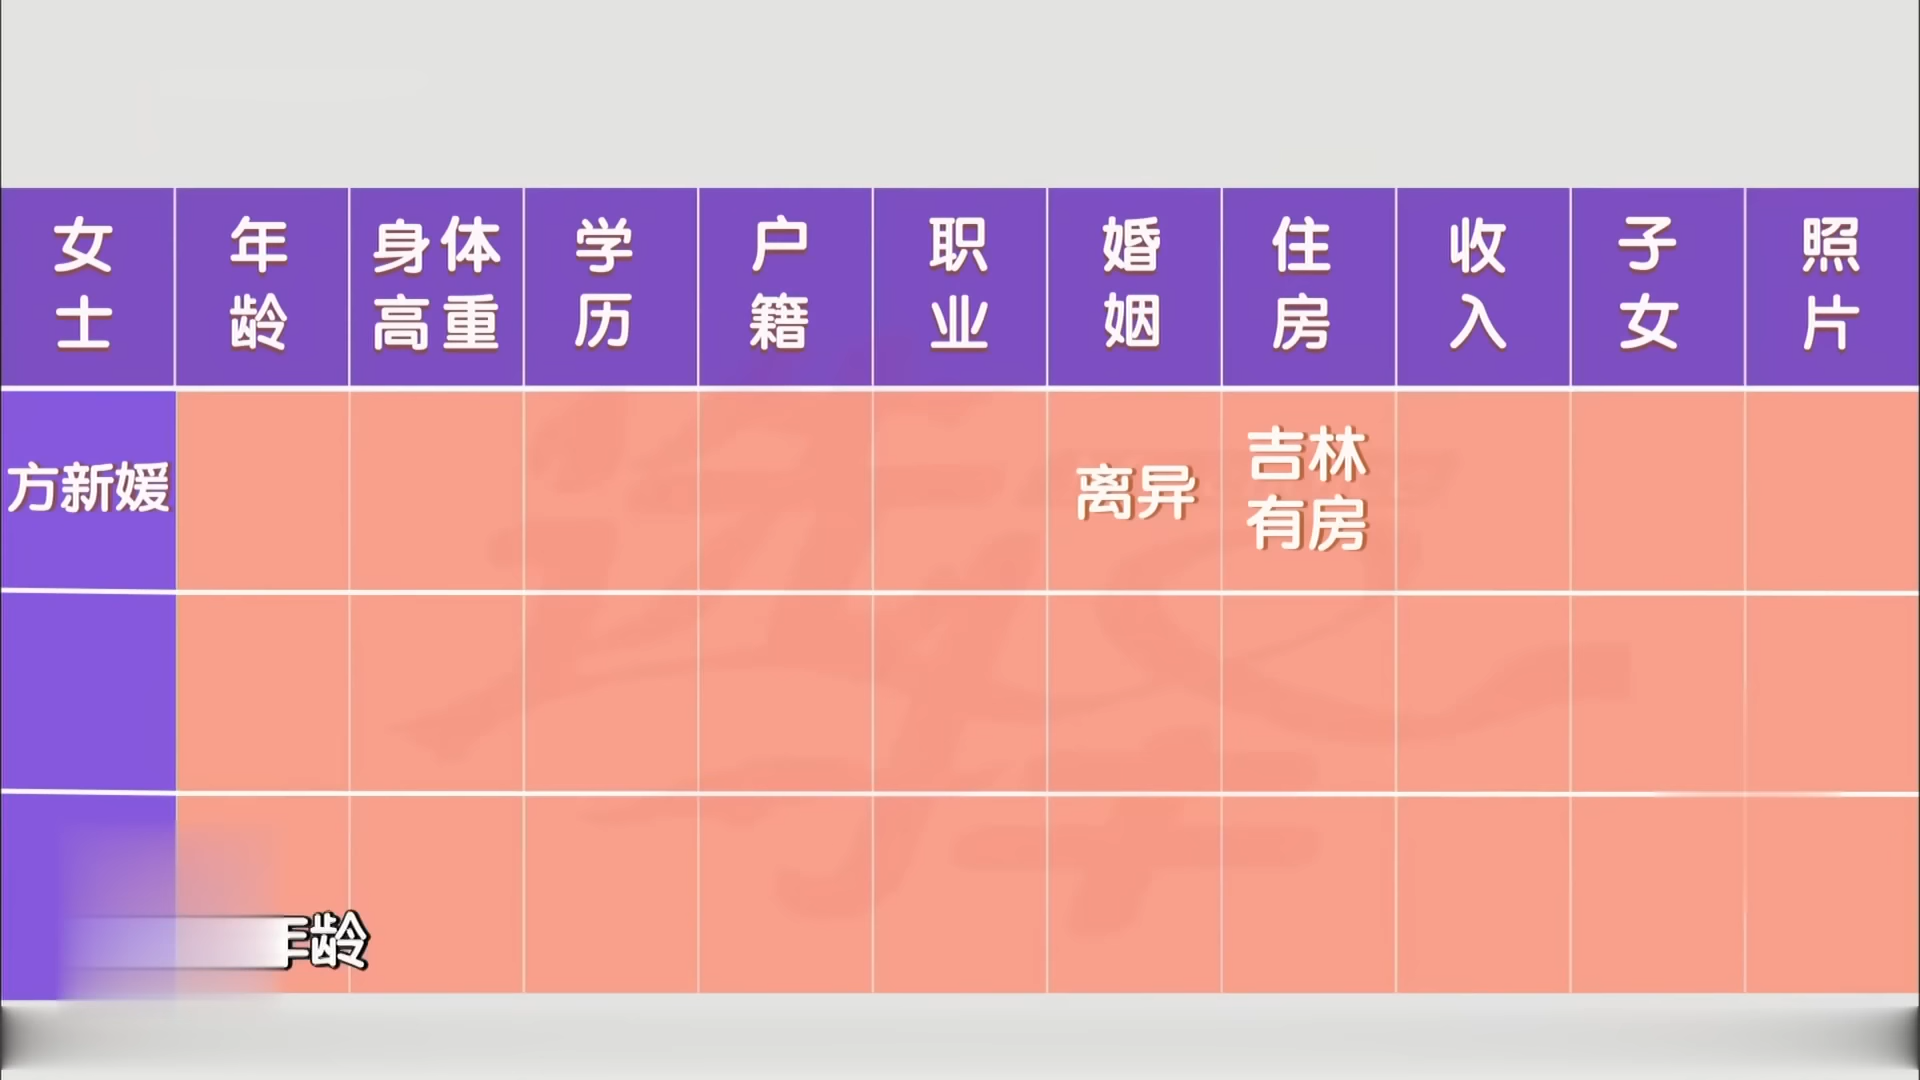 女士 年龄 身高 体重 学历 户籍 职业 婚姻 住房 收入 子女 照片
方新媛 离异 吉林有房
年龄